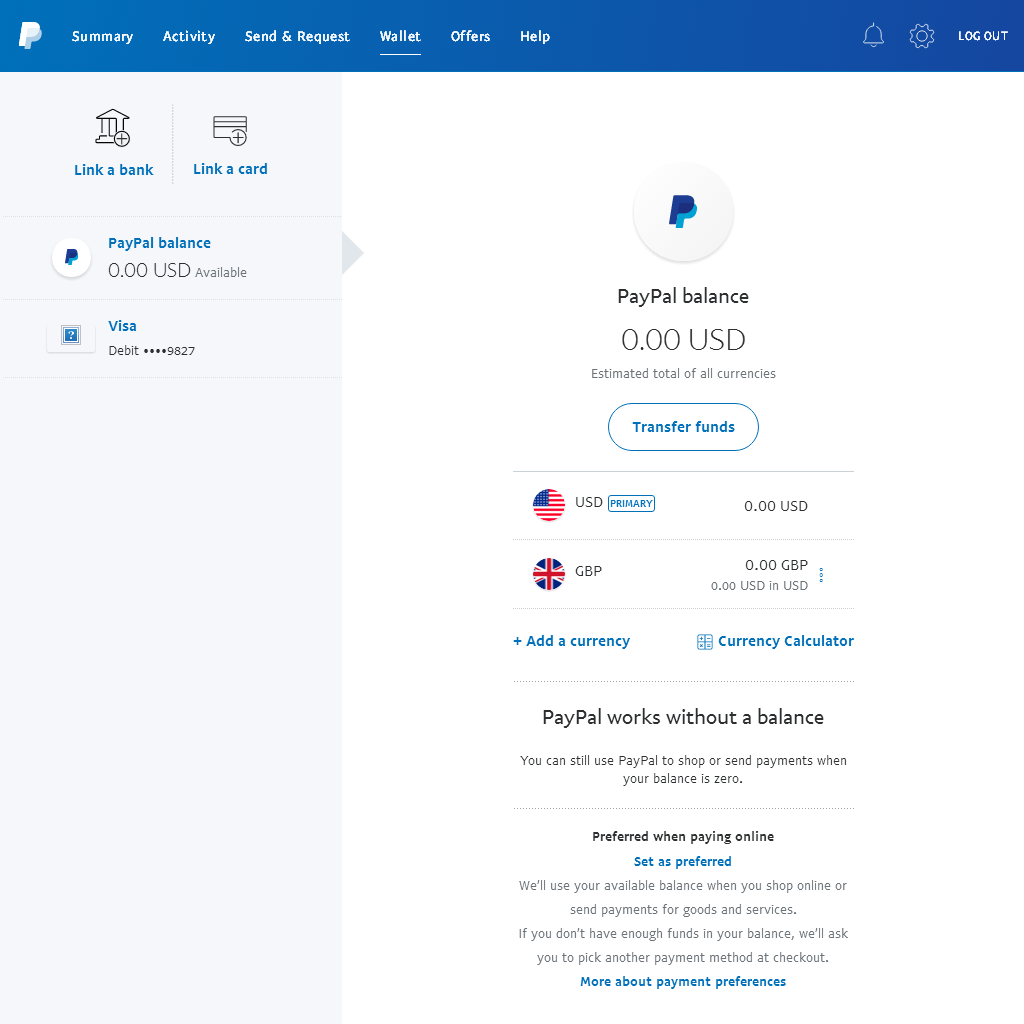 Summary
Activity
Send & Request
Wallet
Offers
Help
LOG OUT
Link a bank
Link a card
PayPal balance
0.00 USD Available
Visa
Debit ••••9827
PayPal balance
0.00 USD
Estimated total of all currencies
Transfer funds
USD PRIMARY
0.00 USD
GBP
0.00 GBP
0.00 USD in USD
+ Add a currency
Currency Calculator
PayPal works without a balance
You can still use PayPal to shop or send payments when
your balance is zero.
Preferred when paying online
Set as preferred
We’ll use your available balance when you shop online or
send payments for goods and services.
If you don’t have enough funds in your balance, we’ll ask
you to pick another payment method at checkout.
More about payment preferences